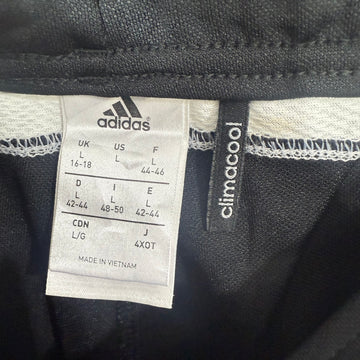 adidas
UK US F
L L L
16-18 44-46
D I E
L L L
42-44 48-50 42-44
CDN J
L/G 4XOT
MADE IN VIETNAM
climacool